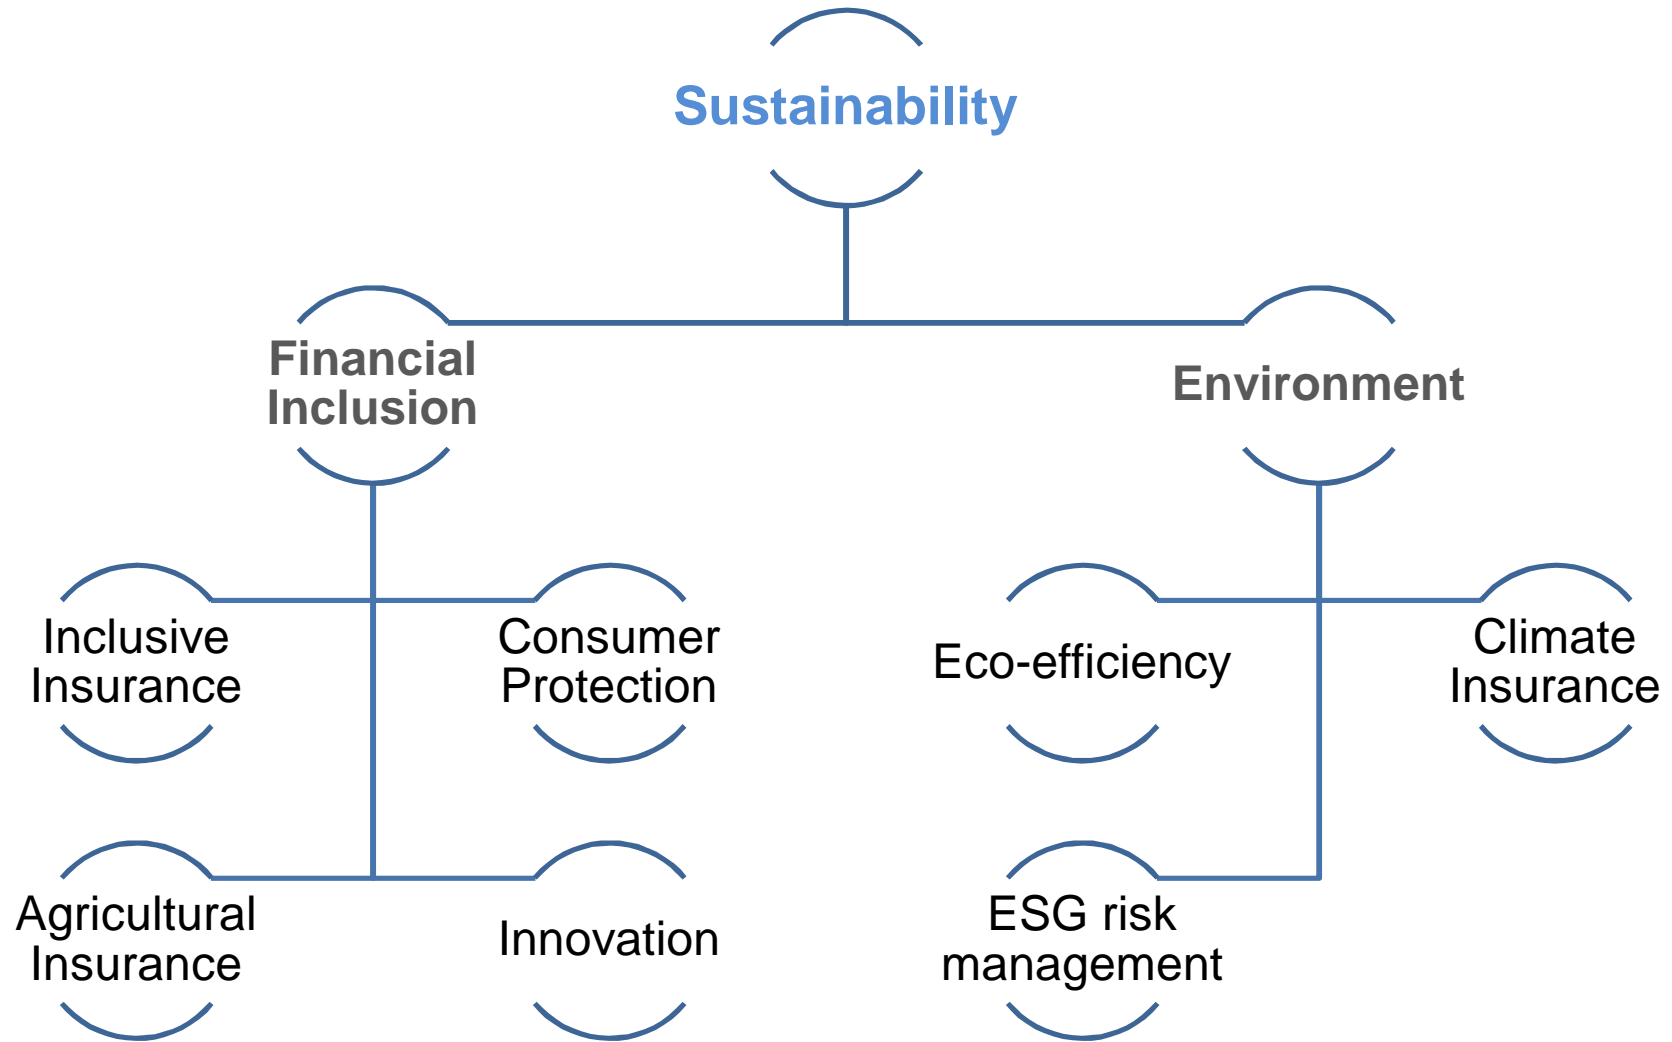 Sustainability
Financial
Inclusion
Environment
Inclusive
Insurance
Consumer
Protection
Eco-efficiency
Climate
Insurance
Agricultural
Insurance
Innovation
ESG risk
management